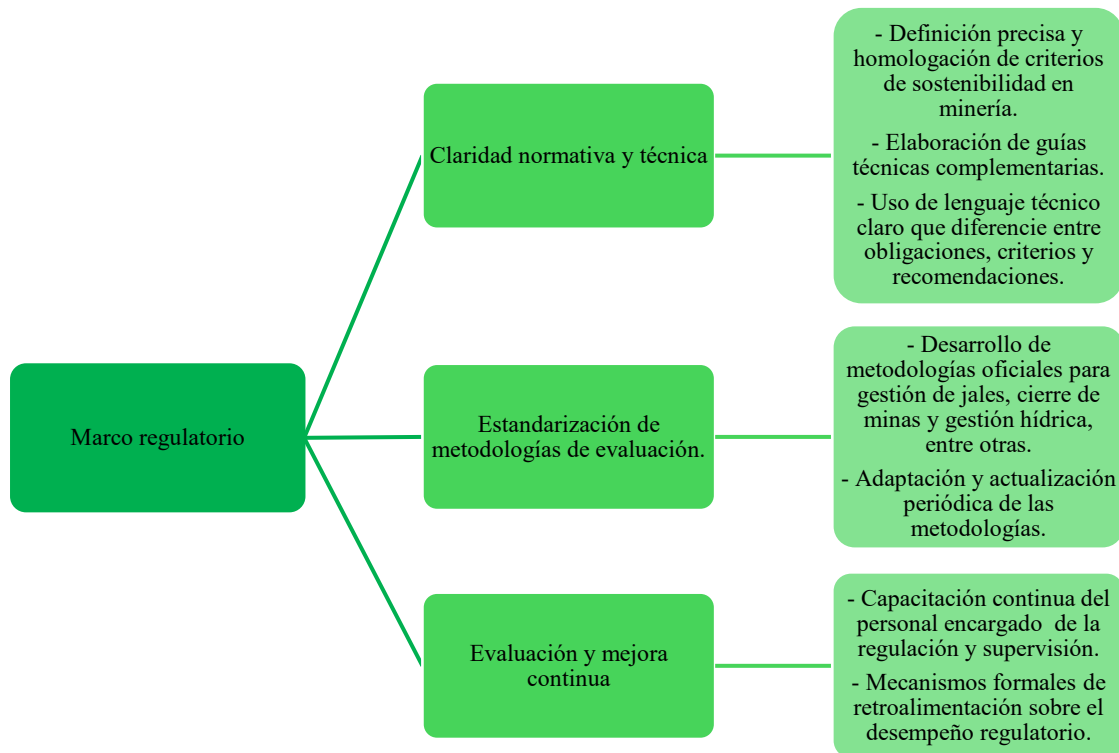 Marco regulatorio
Claridad normativa y técnica
- Definición precisa y
homologación de criterios
de sostenibilidad en
minería.
- Elaboración de guías
técnicas complementarias.
- Uso de lenguaje técnico
claro que diferencie entre
obligaciones, criterios y
recomendaciones.
Estandarización de
metodologías de evaluación.
- Desarrollo de
metodologías oficiales para
gestión de jales, cierre de
minas y gestión hídrica,
entre otras.
- Adaptación y actualización
periódica de las
metodologías.
Evaluación y mejora
continua
- Capacitación continua del
personal encargado  de la
regulación y supervisión.
- Mecanismos formales de
retroalimentación sobre el
desempeño regulatorio.